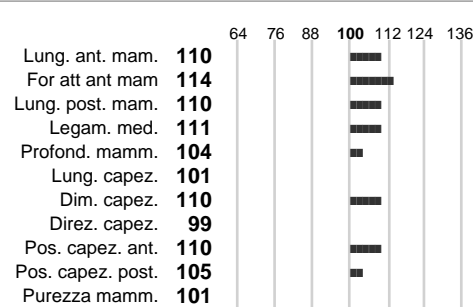 64 76 88 100 112 124 136
Lung. ant. mam. 110
For att ant mam 114
Lung. post. mam. 110
Legam. med. 111
Profond. mamm. 104
Lung. capez. 101
Dim. capez. 110
Direz. capez. 99
Pos. capez. ant. 110
Pos. capez. post. 105
Purezza mamm. 101